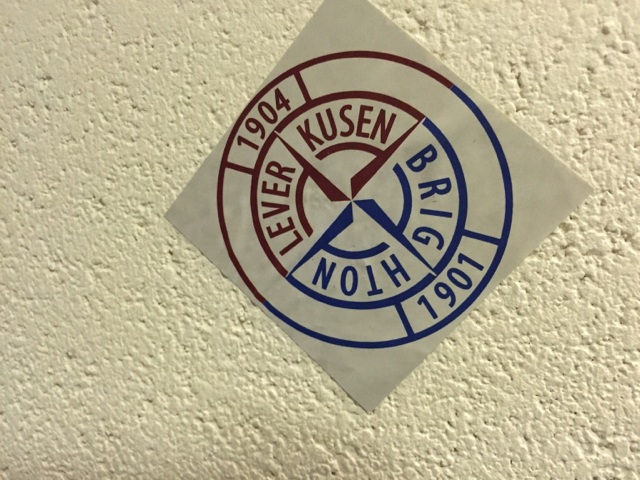 1904
LEVER
KUSEN
BRIG
HTON
1901